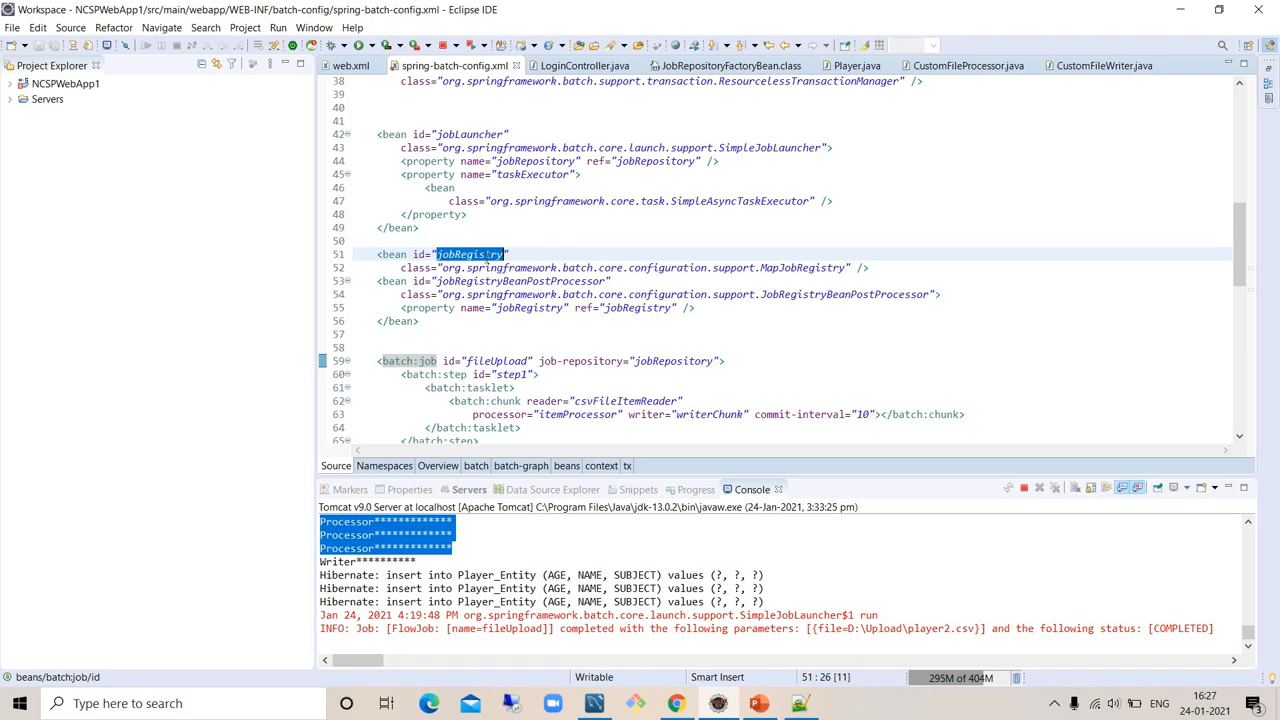 Workspace - NCSPWebApp1/src/main/webapp/WEB-INF/batch-config/spring-batch-config.xml - Eclipse IDE
File Edit Source Refactor Navigate Search Project Run Window Help
Project Explorer
NCSPWebApp1
Servers
web.xml spring-batch-config.xml LoginController.java JobRepositoryFactoryBean.class Player.java CustomFileProcessor.java CustomFileWriter.java
38 class="org.springframework.batch.support.transaction.ResourcelessTransactionManager" />
39
40
41
42 <bean id="jobLauncher"
43 class="org.springframework.batch.core.launch.support.SimpleJobLauncher">
44 <property name="jobRepository" ref="jobRepository" />
45 <property name="taskExecutor">
46 <bean
47 class="org.springframework.core.task.SimpleAsyncTaskExecutor" />
48 </property>
49 </bean>
50
51 <bean id="jobRegistry"
52 class="org.springframework.batch.core.configuration.support.MapJobRegistry" />
53 <bean id="jobRegistryBeanPostProcessor"
54 class="org.springframework.batch.core.configuration.support.JobRegistryBeanPostProcessor">
55 <property name="jobRegistry" ref="jobRegistry" />
56 </bean>
57
58
59 <batch:job id="fileUpload" job-repository="jobRepository">
60 <batch:step id="step1">
61 <batch:tasklet>
62 <batch:chunk reader="csvFileItemReader"
63 processor="itemProcessor" writer="writerChunk" commit-interval="10"></batch:chunk>
64 </batch:tasklet>
65 </batch:step>
Source Namespaces Overview batch batch-graph beans context tx
Markers Properties Servers Data Source Explorer Snippets Progress Console
Tomcat v9.0 Server at localhost [Apache Tomcat] C:\Program Files\Java\jdk-13.0.2\bin\javaw.exe (24-Jan-2021, 3:33:25 pm)
Processor*************
Processor*************
Processor*************
Writer**********
Hibernate: insert into Player_Entity (AGE, NAME, SUBJECT) values (?, ?, ?)
Hibernate: insert into Player_Entity (AGE, NAME, SUBJECT) values (?, ?, ?)
Hibernate: insert into Player_Entity (AGE, NAME, SUBJECT) values (?, ?, ?)
Jan 24, 2021 4:19:48 PM org.springframework.batch.core.launch.support.SimpleJobLauncher$1 run
INFO: Job: [FlowJob: [name=fileUpload]] completed with the following parameters: [{file=D:\Upload\player2.csv}] and the following status: [COMPLETED]
beans/batch:job/id Writable Smart Insert 51 : 26 [11] 295M of 404M
Type here to search
ENG
16:27
24-01-2021
3